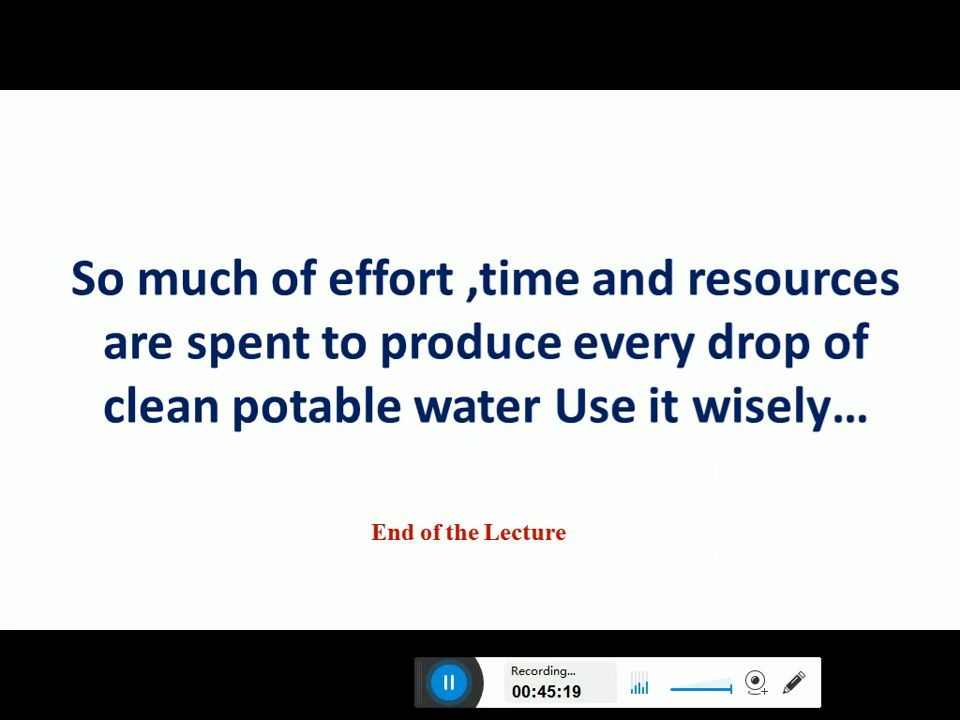 So much of effort ,time and resources
are spent to produce every drop of
clean potable water Use it wisely...
End of the Lecture
Recording...
00:45:19